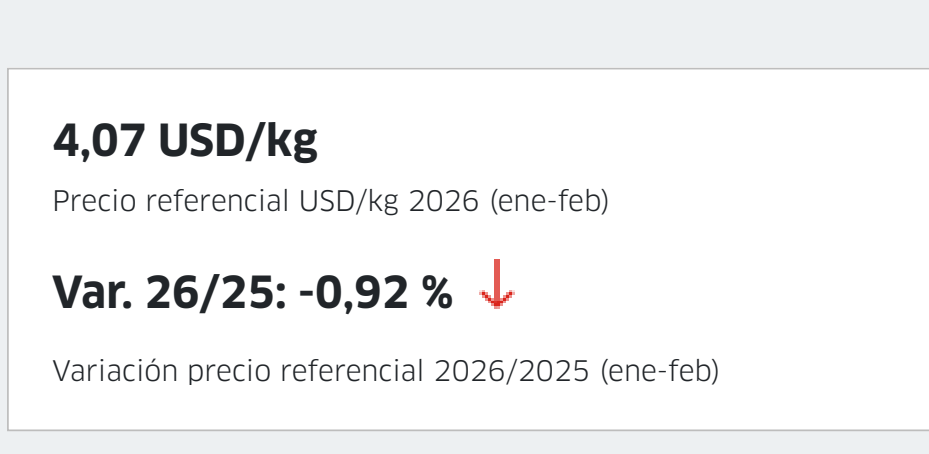 4,07 USD/kg
Precio referencial USD/kg 2026 (ene-feb)
Var. 26/25: -0,92 %
Variación precio referencial 2026/2025 (ene-feb)